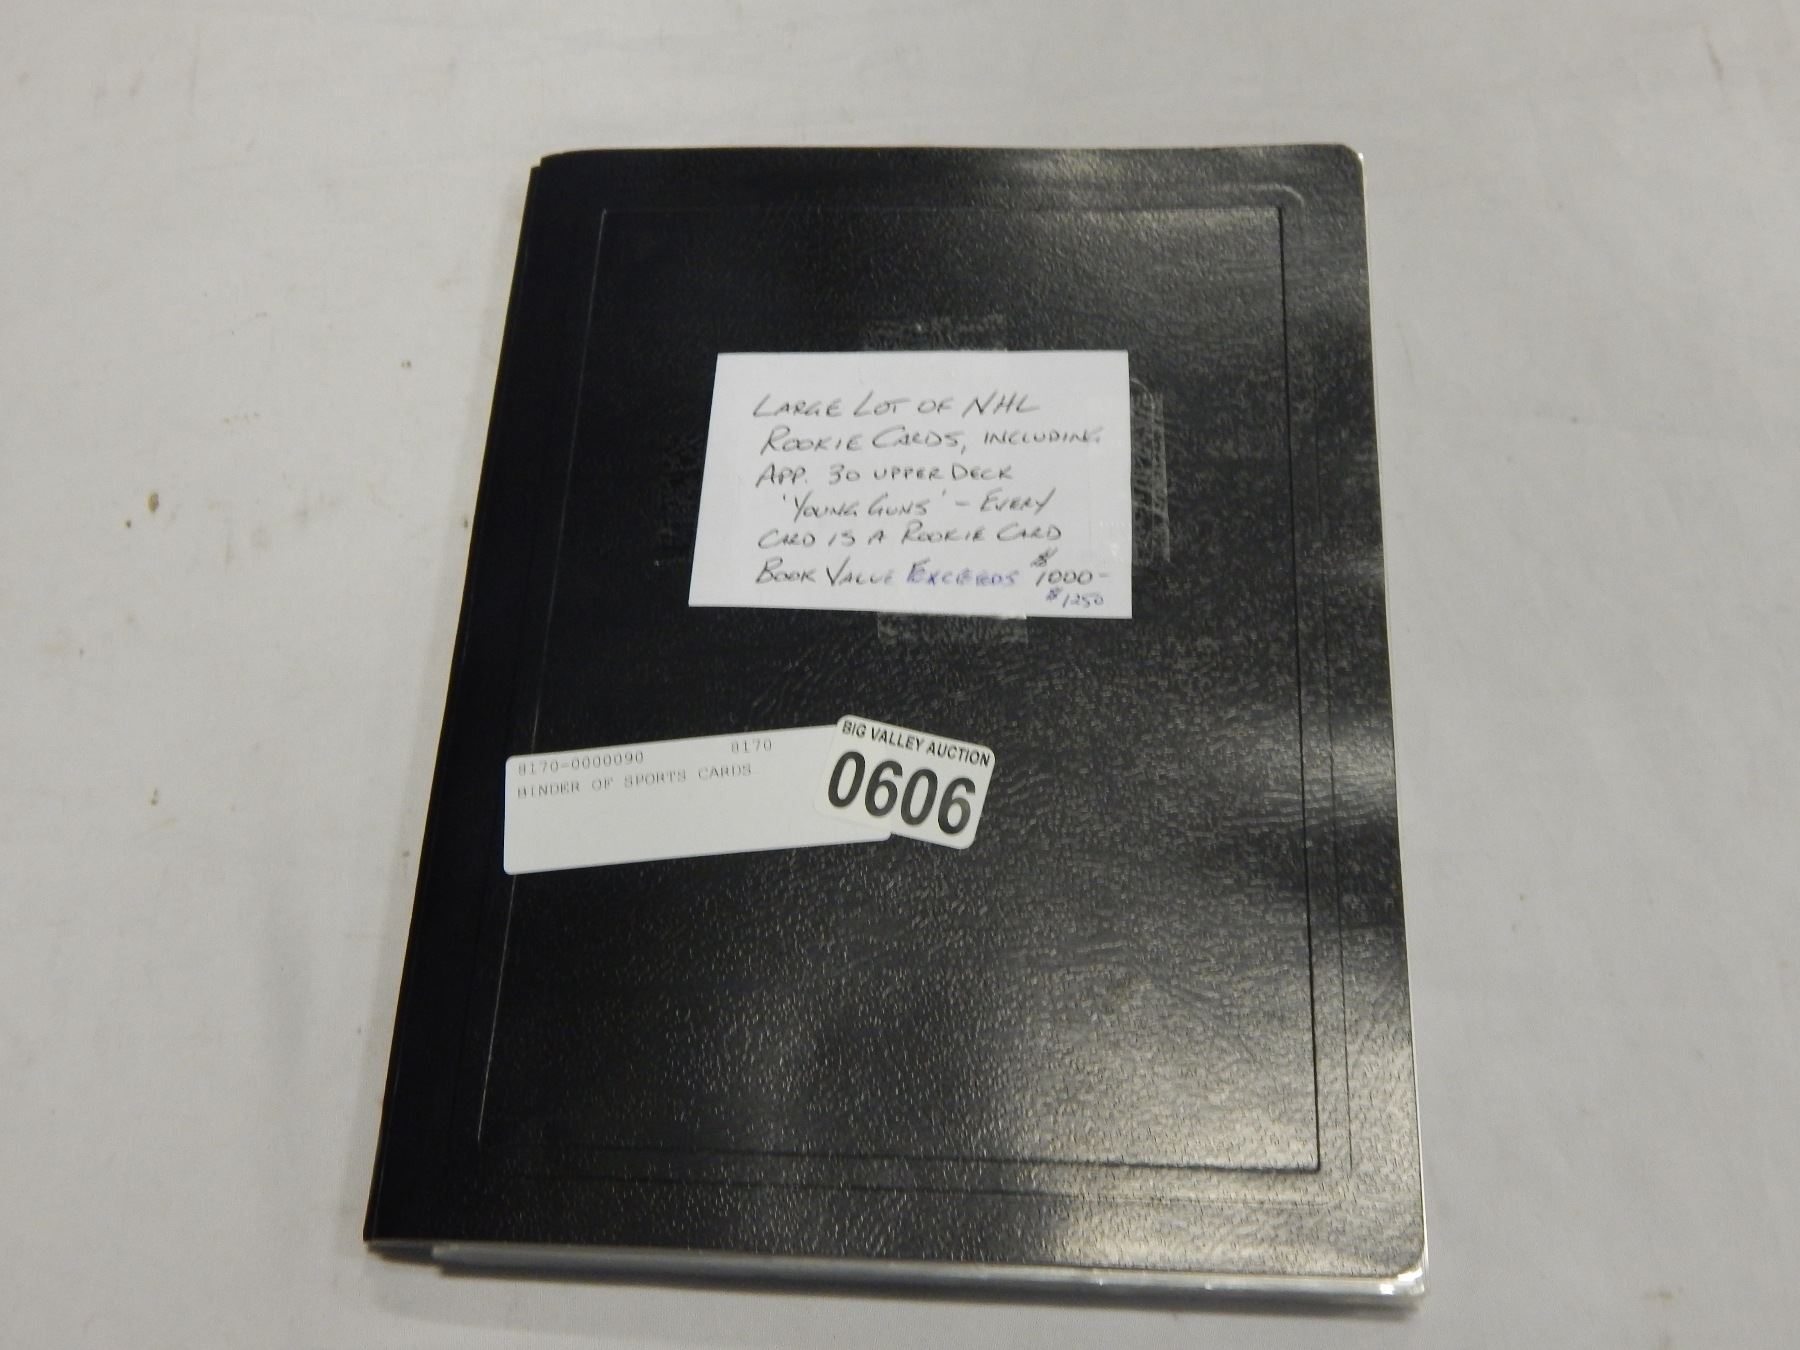 LARGE LOT OF NHL
ROOKIE CARDS, INCLUDING
APP. 30 UPPER DECK
'YOUNG GUNS' - EVERY
CARD IS A ROOKIE CARD
BOOK VALUE EXCEEDS $1000-
$1250
8170-0000090 8170
BINDER OF SPORTS CARDS
BIG VALLEY AUCTION
0606